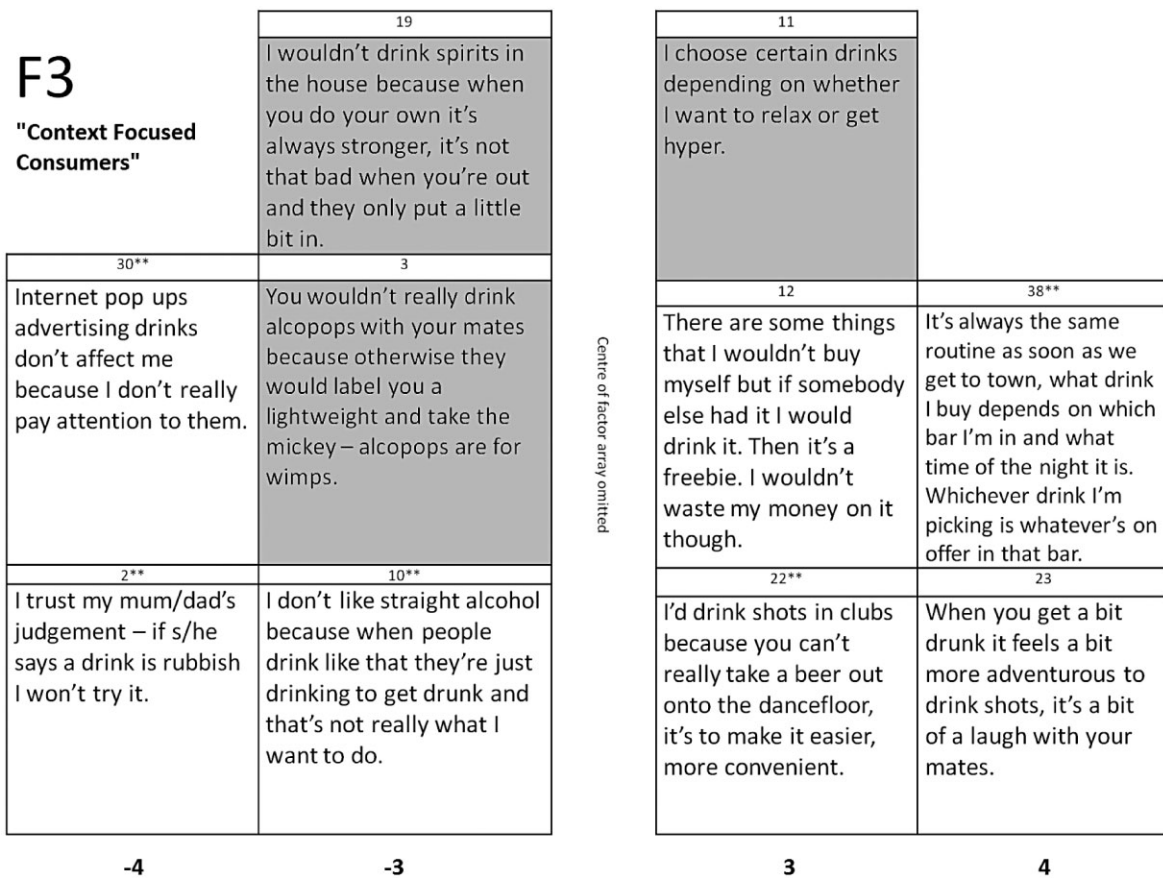 F3
"Context Focused
Consumers"
19
I wouldn't drink spirits in
the house because when
you do your own it's
always stronger, it's not
that bad when you're out
and they only put a little
bit in.
30**
Internet pop ups
advertising drinks
don't affect me
because I don't really
pay attention to them.
3
You wouldn't really drink
alcopops with your mates
because otherwise they
would label you a
lightweight and take the
mickey – alcopops are for
wimps.
2**
I trust my mum/dad's
judgement – if s/he
says a drink is rubbish
I won't try it.
10**
I don't like straight alcohol
because when people
drink like that they're just
drinking to get drunk and
that's not really what I
want to do.
-4
-3
Centre of factor array omitted
11
I choose certain drinks
depending on whether
I want to relax or get
hyper.
12
There are some things
that I wouldn't buy
myself but if somebody
else had it I would
drink it. Then it's a
freebie. I wouldn't
waste my money on it
though.
38**
It's always the same
routine as soon as we
get to town, what drink
I buy depends on which
bar I'm in and what
time of the night it is.
Whichever drink I'm
picking is whatever's on
offer in that bar.
22**
I'd drink shots in clubs
because you can't
really take a beer out
onto the dancefloor,
it's to make it easier,
more convenient.
23
When you get a bit
drunk it feels a bit
more adventurous to
drink shots, it's a bit
of a laugh with your
mates.
3
4